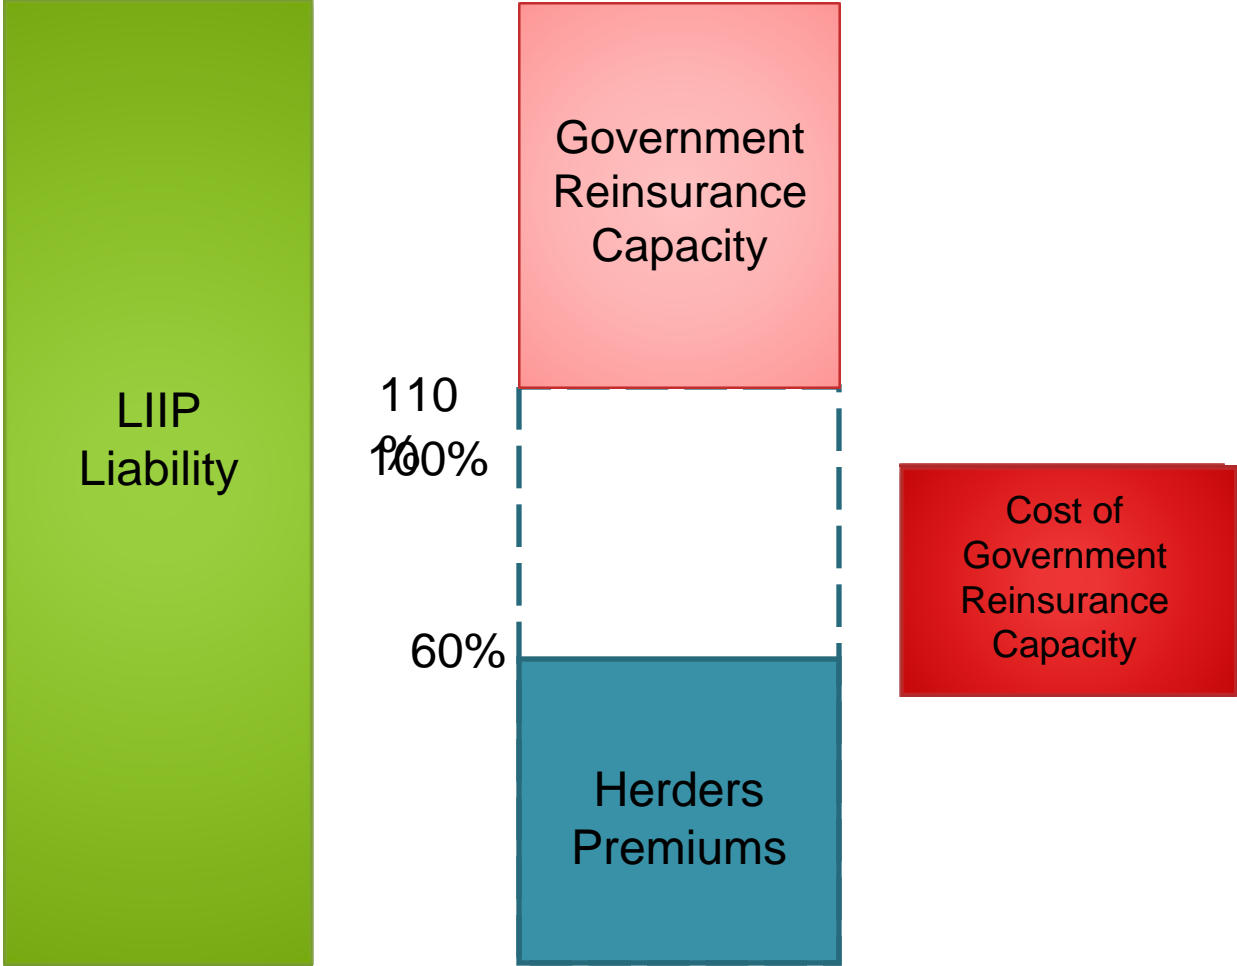 LIIP
Liability
Government
Reinsurance
Capacity
110
%
100%
60%
Herders
Premiums
Cost of
Government
Reinsurance
Capacity